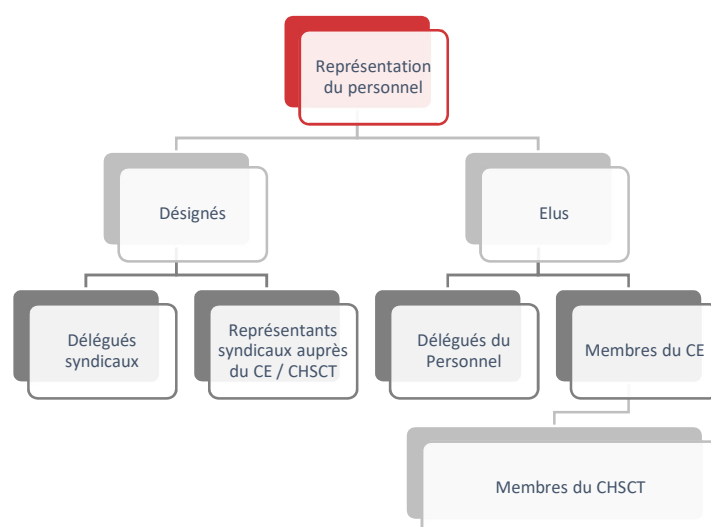 Représentation
du personnel
Désignés
Elus
Délégués
syndicaux
Représentants
syndicaux auprès
du CE / CHSCT
Délégués du
Personnel
Membres du CE
Membres du CHSCT